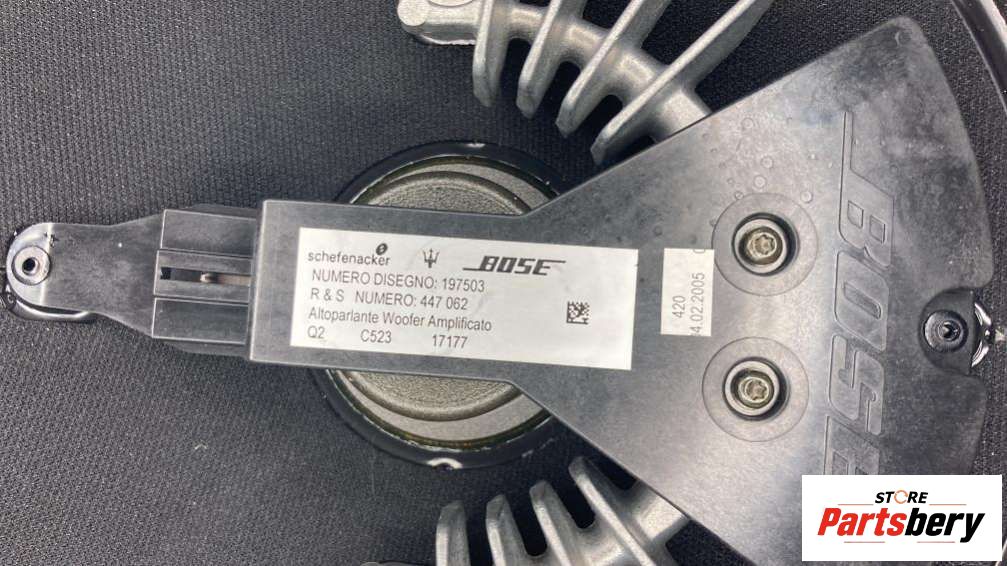 schefenacker
BOSE
NUMERO DISEGNO: 197503
R & S NUMERO: 447 062
Altoparlante Woofer Amplificato
Q2 C523 17177
420
4.02.2005
BOSE
STORE
Partsbery